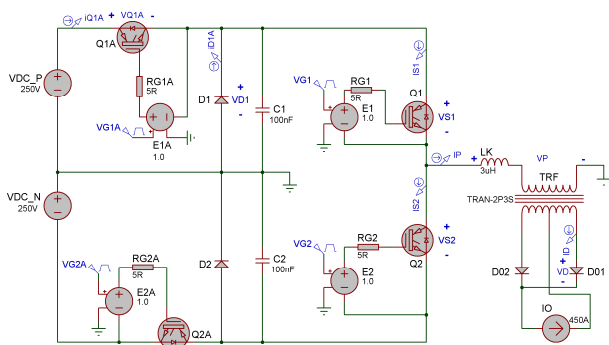 iQ1A + VQ1A -
Q1A
VDC_P
250V
RG1A
5R
VG1A
E1A
1.0
iD1A
D1
+
VD1
-
C1
100nF
VG1
RG1
5R
E1
1.0
IS1
Q1
+
VS1
-
IP
+
LK
3uH
VP
-
TRF
TRAN-2P3S
VDC_N
250V
VG2A
RG2A
5R
E2A
1.0
Q2A
D2
C2
100nF
VG2
RG2
5R
E2
1.0
IS2
+
VS2
-
Q2
ID
D02
+
VD
-
D01
IO
450A